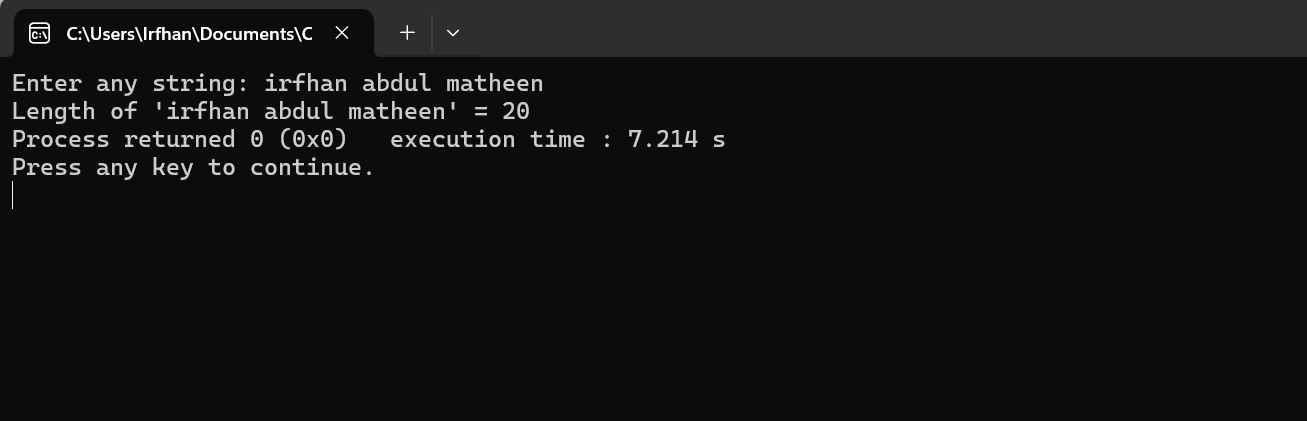 C:\Users\Irfhan\Documents\C
Enter any string: irfhan abdul matheen
Length of 'irfhan abdul matheen' = 20
Process returned 0 (0x0)   execution time : 7.214 s
Press any key to continue.